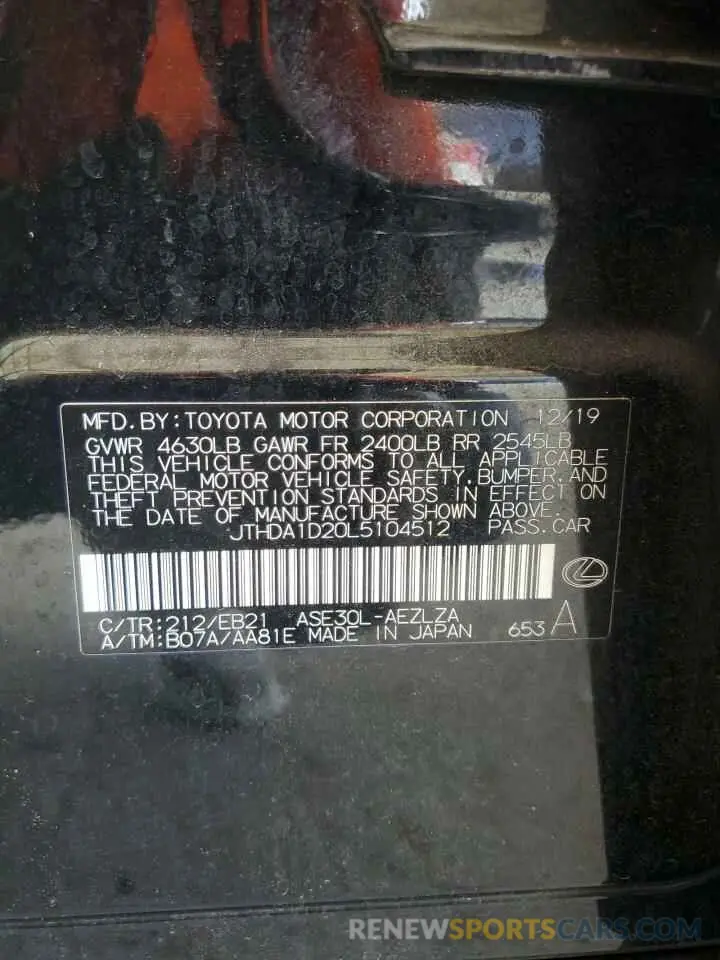 MFD.BY:TOYOTA MOTOR CORPORATION 12/19
GVWR 4630LB GAWR FR 2400LB RR 2545LB
THIS VEHICLE CONFORMS TO ALL APPLICABLE
FEDERAL MOTOR VEHICLE SAFETY,BUMPER,AND
THEFT PREVENTION STANDARDS IN EFFECT ON
THE DATE OF MANUFACTURE SHOWN ABOVE.
JTHDA1D20L5104512 PASS.CAR
C/TR:212/EB21 ASE30L-AEZLZA
A/TM:B07A/AA81E MADE IN JAPAN 653 A
RENEWSPORTSCARS.COM